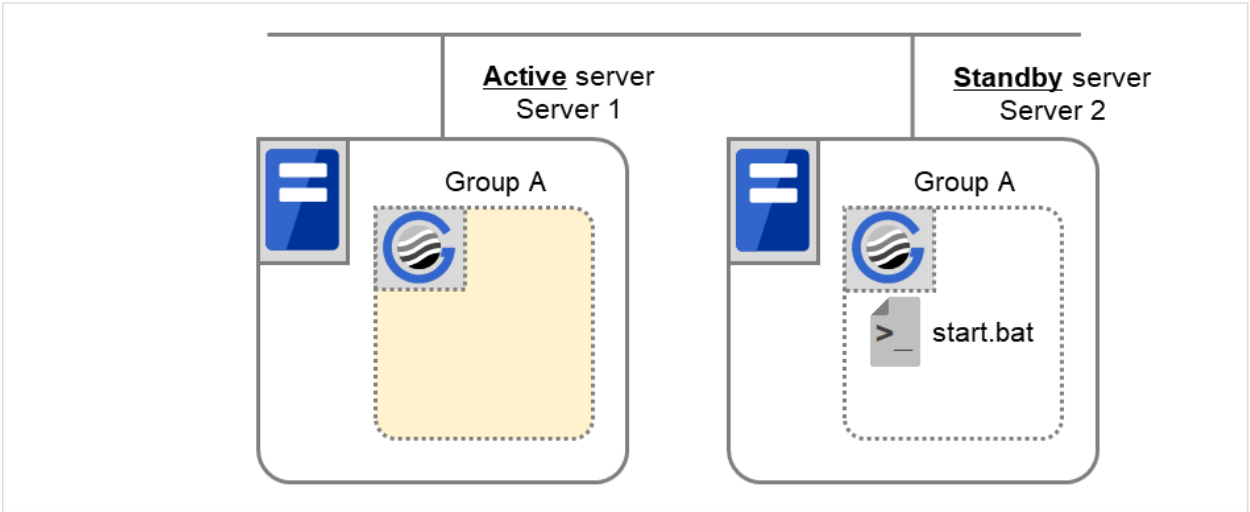 Active server
Server 1
Standby server
Server 2
Group A
Group A
>_ start.bat